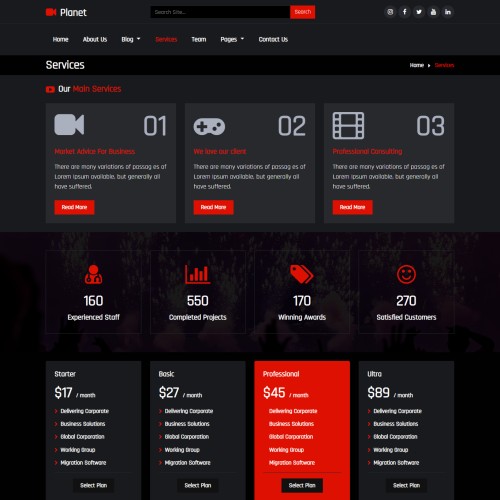 Planet
Search Site...
Search
Home About Us Blog Services Team Pages Contact Us
Services
Home Services
Our Main Services
01
Market Advice For Business.
There are many variations of passag es of
Lorem ipsum available, but generally all
have suffered.
Read More
02
We love our client
There are many variations of passag es of
Lorem ipsum available, but generally all
have suffered.
Read More
03
Professional Consulting
There are many variations of passag es of
Lorem ipsum available, but generally all
have suffered.
Read More
160
Experienced Staff
550
Completed Projects
170
Winning Awards
270
Satisfied Customers
Starter
$17 / month
Delivering Corporate
Business Solutions
Global Corporation
Working Group
Migration Software
Select Plan
Basic
$27 / month
Delivering Corporate
Business Solutions
Global Corporation
Working Group
Migration Software
Select Plan
Professional
$45 / month
Delivering Corporate
Business Solutions
Global Corporation
Working Group
Migration Software
Select Plan
Ultra
$89 / month
Delivering Corporate
Business Solutions
Global Corporation
Working Group
Migration Software
Select Plan